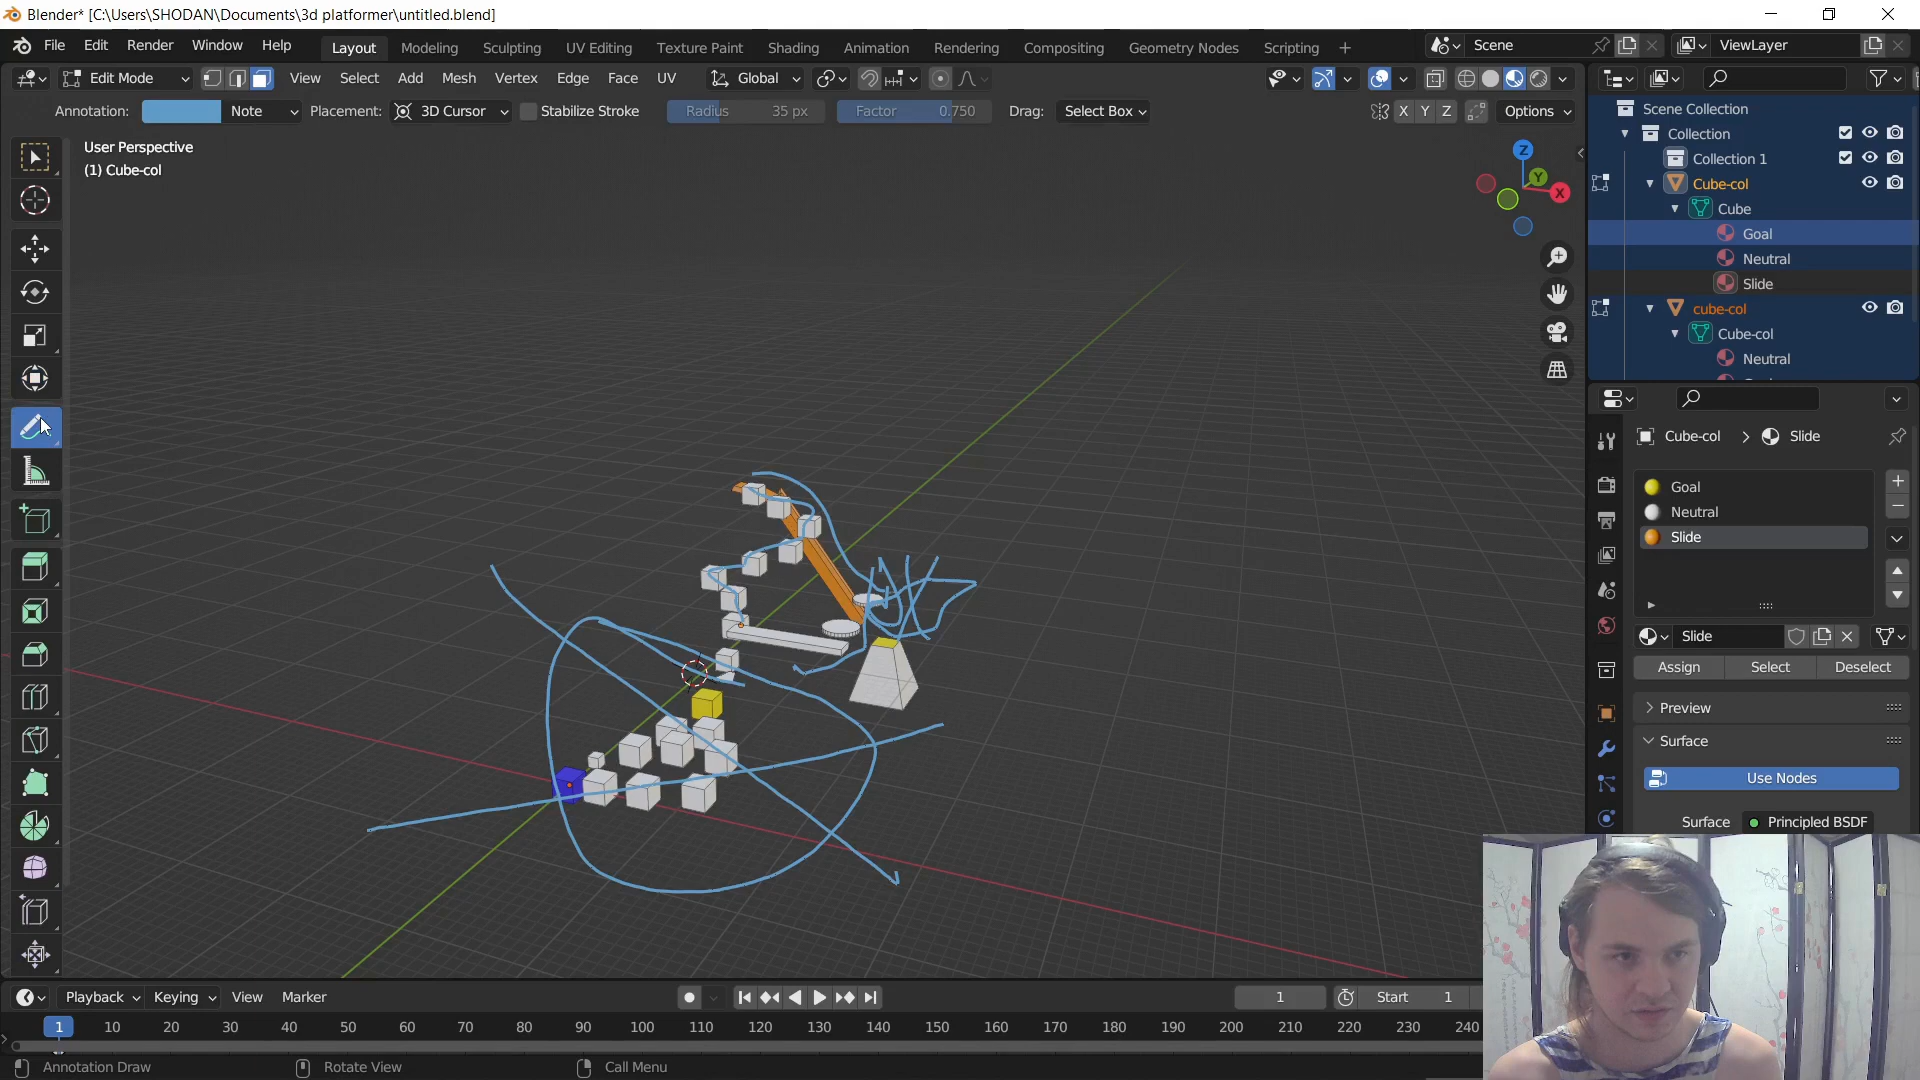 Blender* [C:\Users\SHODAN\Documents\3d platformer\untitled.blend]
File Edit Render Window Help Layout Modeling Sculpting UV Editing Texture Paint Shading Animation Rendering Compositing Geometry Nodes Scripting + Scene ViewLayer
Edit Mode View Select Add Mesh Vertex Edge Face UV Global
Annotation: Note Placement: 3D Cursor Stabilize Stroke Radius 35 px Factor 0.750 Drag: Select Box X Y Z Options
User Perspective
(1) Cube-col
Z
Y
X
Scene Collection
Collection
Collection 1
Cube-col
Cube
Goal
Neutral
Slide
cube-col
Cube-col
Neutral
Cube-col > Slide
Goal
Neutral
Slide
Slide
Assign Select Deselect
Preview
Surface
Use Nodes
Surface Principled BSDF
Playback Keying View Marker 1 Start 1
1 10 20 30 40 50 60 70 80 90 100 110 120 130 140 150 160 170 180 190 200 210 220 230 240
Annotation Draw Rotate View Call Menu